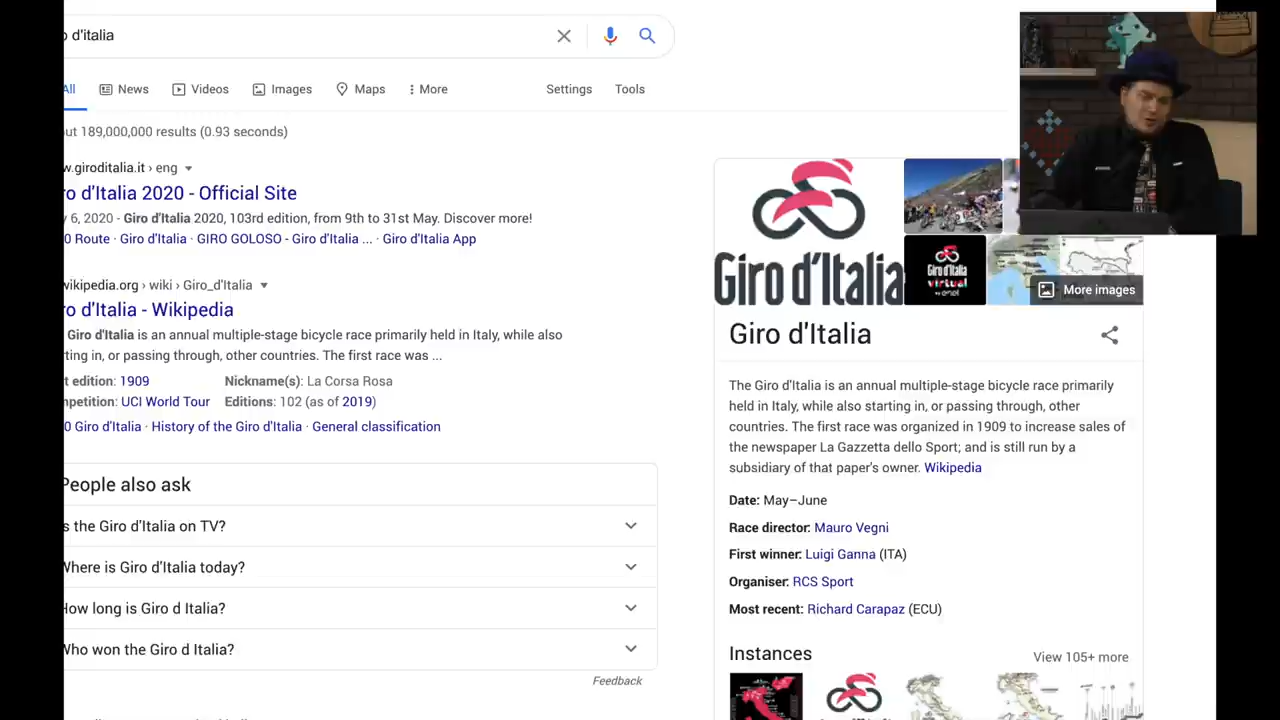 o d'italia
All
News
Videos
Images
Maps
More
Settings
Tools
ut 189,000,000 results (0.93 seconds)
w.giroditalia.it › eng
ro d'Italia 2020 - Official Site
y 6, 2020 - Giro d'Italia 2020, 103rd edition, from 9th to 31st May. Discover more!
0 Route · Giro d'Italia · GIRO GOLOSO - Giro d'Italia ... · Giro d'Italia App
wikipedia.org › wiki › Giro_d'Italia
ro d'Italia - Wikipedia
Giro d'Italia is an annual multiple-stage bicycle race primarily held in Italy, while also
rting in, or passing through, other countries. The first race was ...
t edition: 1909
Nickname(s): La Corsa Rosa
mpetition: UCI World Tour
Editions: 102 (as of 2019)
0 Giro d'Italia · History of the Giro d'Italia · General classification
People also ask
Is the Giro d'Italia on TV?
Where is Giro d'Italia today?
How long is Giro d Italia?
Who won the Giro d Italia?
Feedback
Giro d'Italia
Giro d'Italia
virtual
by enel
More images
Giro d'Italia
The Giro d'Italia is an annual multiple-stage bicycle race primarily
held in Italy, while also starting in, or passing through, other
countries. The first race was organized in 1909 to increase sales of
the newspaper La Gazzetta dello Sport; and is still run by a
subsidiary of that paper's owner. Wikipedia
Date: May–June
Race director: Mauro Vegni
First winner: Luigi Ganna (ITA)
Organiser: RCS Sport
Most recent: Richard Carapaz (ECU)
Instances
View 105+ more